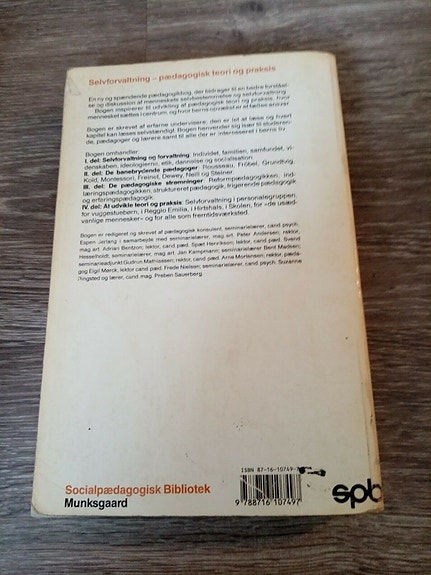 Selvforvaltning – pædagogisk teori og praksis
En ny og spændende pædagogikbog, der bidrager til en bedre forståel-
se og diskussion af menneskets selvbestemmelse og selvforvaltning
Bogen inspirerer til udvikling af pædagogisk teori og praksis, hvor
mennesket sættes i centrum, og hvor børns opvækst er et fælles ansvar
Bogen er skrevet af erfarne undervisere, den er let at læse og hvert
kapitel kan læses selvstændigt. Bogen henvender sig især til studeren-
de, pædagoger og lærere samt til alle der er interesseret i børns liv
Bogen omhandler:
I. del: Selvforvaltning og forvaltning: Individet, familien, samfundet, vi-
denskaben, ideologierne, etik, dannelse og socialisation.
II. del: De banebrydende pædagoger: Rousseau, Fröbel, Grundtvig,
Kold, Montessori, Freinet, Dewey, Neill og Steiner.
III. del: De pædagogiske strømninger: Reformpædagogikken, ind-
læringspædagogikken, struktureret pædagogik, frigørende pædagogik
og erfaringspædagogik.
IV. del: At udvikle teori og praksis: Selvforvaltning i personalegruppen,
for vuggestuebørn, i Reggio Emilia, i Hirtshals, i Skolen, for «de usæd-
vanlige mennesker» og for alle som fremtidsværksted.
Bogen er redigeret og skrevet af pædagogisk konsulent, seminarielærer, cand. psych.
Espen Jerlang i samarbejde med seminarielærer, mag. art. Peter Andersen; rektor,
mag. art. Adrian Bentzon; lektor, cand. pæd. Spæt Henriksen; lektor, cand. pæd. Svend
Hesselholdt; seminarielærer, mag. art. Jan Kampmann; seminarielærer Bent Madsen;
seminarieadjunkt Gudrun Mathiassen; rektor, cand. pæd. Arne Mortensen; rektor, pæda-
gog Eigil Mørck, lektor cand pæd. Frede Nielsen; seminarielærer, cand. psych. Suzanne
Ringsted og lærer, cand. mag. Preben Sauerberg.
ISBN 87-16-10749-
9 788716 107497
Socialpædagogisk Bibliotek
Munksgaard
spb